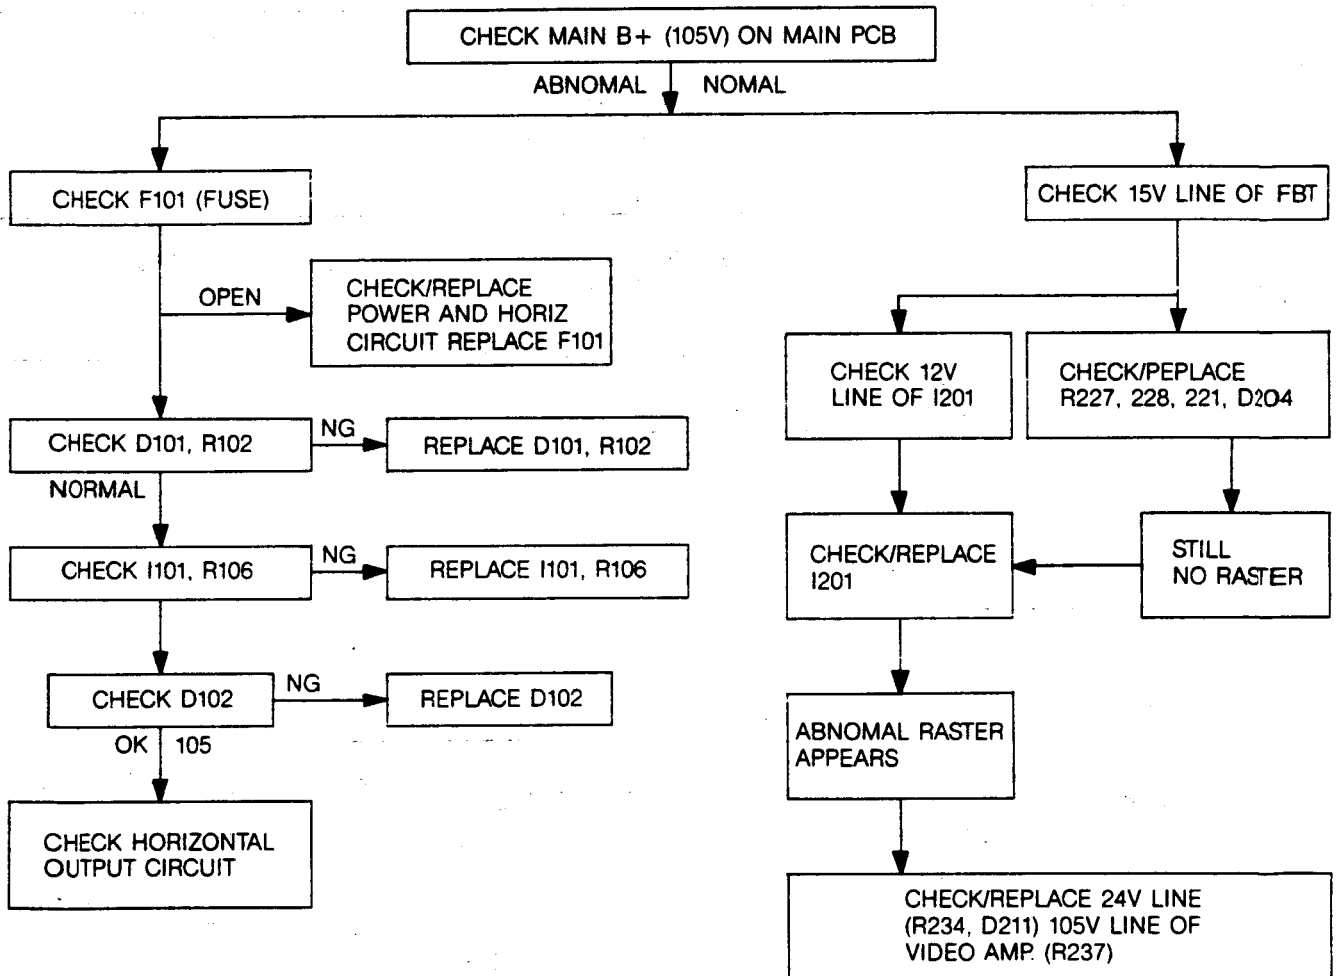 CHECK MAIN B+ (105V) ON MAIN PCB
ABNOMAL NOMAL
CHECK F101 (FUSE)
CHECK 15V LINE OF FBT
OPEN
CHECK/REPLACE
POWER AND HORIZ
CIRCUIT REPLACE F101
CHECK 12V
LINE OF I201
CHECK/PEPLACE
R227, 228, 221, D204
CHECK D101, R102
NG
REPLACE D101, R102
NORMAL
CHECK I101, R106
NG
REPLACE I101, R106
CHECK/REPLACE
I201
STILL
NO RASTER
CHECK D102
NG
REPLACE D102
OK 105
ABNOMAL RASTER
APPEARS
CHECK HORIZONTAL
OUTPUT CIRCUIT
CHECK/REPLACE 24V LINE
(R234, D211) 105V LINE OF
VIDEO AMP. (R237)